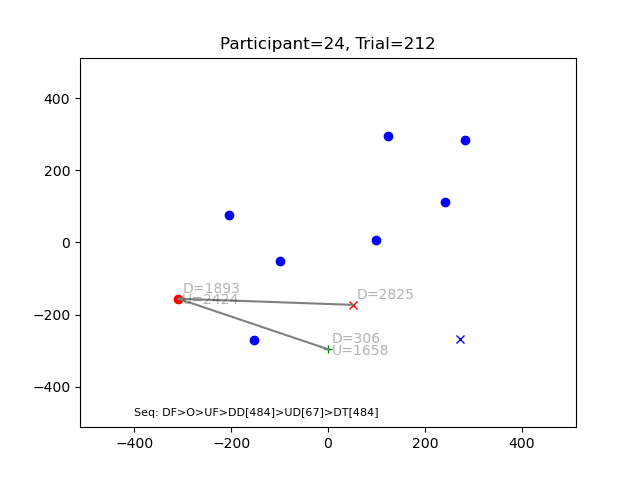 Participant=24, Trial=212
400
200
0
−200
−400
D=1893
U=2424
D=2825
D=306
U=1658
Seq: DF>O>UF>DD[484]>UD[67]>DT[484]
−400
−200
0
200
400